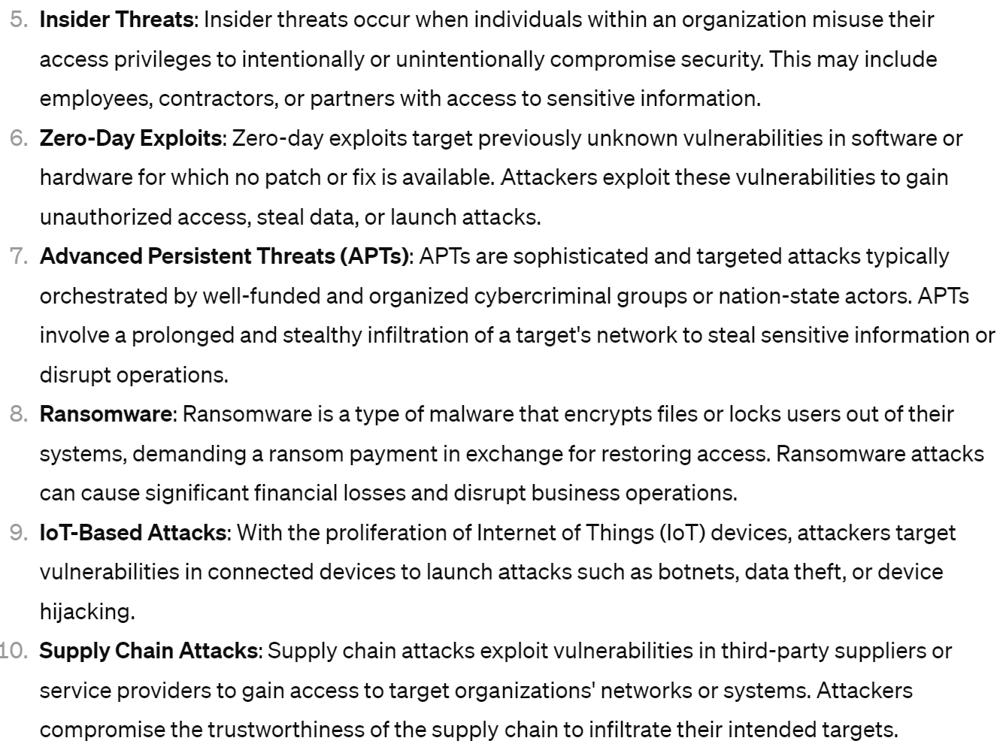 5. Insider Threats: Insider threats occur when individuals within an organization misuse their
access privileges to intentionally or unintentionally compromise security. This may include
employees, contractors, or partners with access to sensitive information.
6. Zero-Day Exploits: Zero-day exploits target previously unknown vulnerabilities in software or
hardware for which no patch or fix is available. Attackers exploit these vulnerabilities to gain
unauthorized access, steal data, or launch attacks.
7. Advanced Persistent Threats (APTs): APTs are sophisticated and targeted attacks typically
orchestrated by well-funded and organized cybercriminal groups or nation-state actors. APTs
involve a prolonged and stealthy infiltration of a target's network to steal sensitive information or
disrupt operations.
8. Ransomware: Ransomware is a type of malware that encrypts files or locks users out of their
systems, demanding a ransom payment in exchange for restoring access. Ransomware attacks
can cause significant financial losses and disrupt business operations.
9. IoT-Based Attacks: With the proliferation of Internet of Things (IoT) devices, attackers target
vulnerabilities in connected devices to launch attacks such as botnets, data theft, or device
hijacking.
10. Supply Chain Attacks: Supply chain attacks exploit vulnerabilities in third-party suppliers or
service providers to gain access to target organizations' networks or systems. Attackers
compromise the trustworthiness of the supply chain to infiltrate their intended targets.